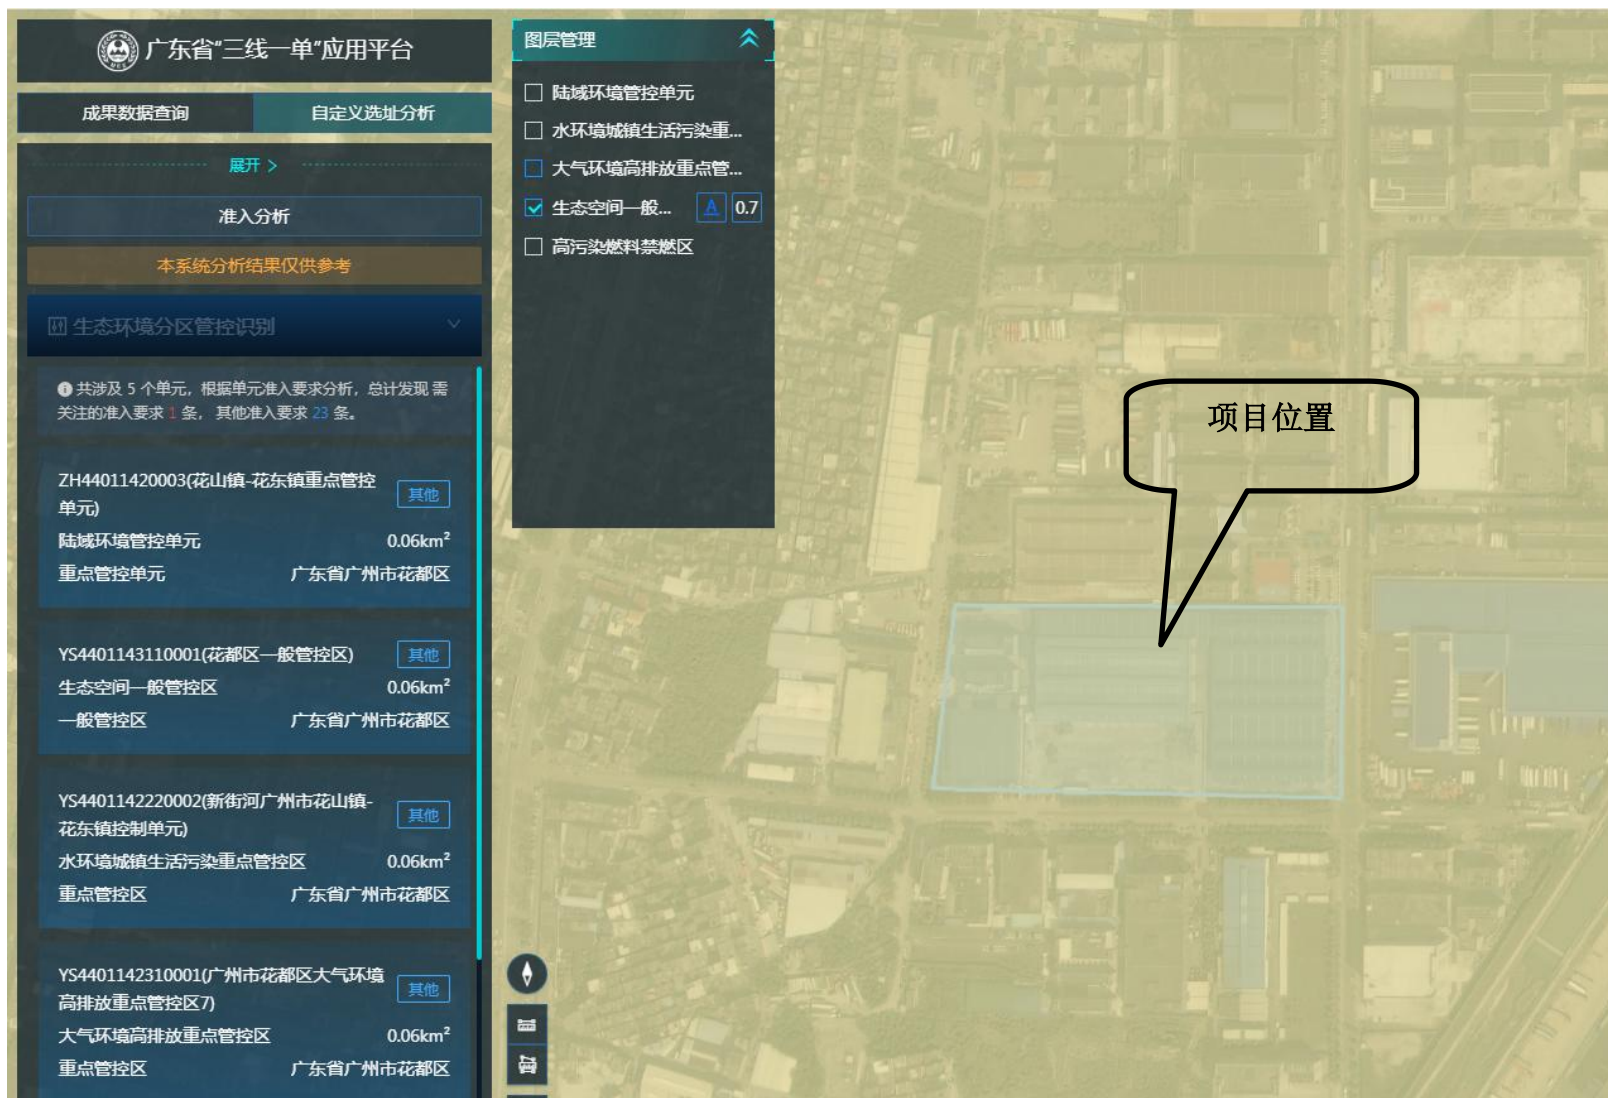 广东省"三线一单"应用平台
成果数据查询
自定义选址分析
展开 >
准入分析
本系统分析结果仅供参考
生态环境分区管控识别
共涉及 5 个单元，根据单元准入要求分析，总计发现 需
关注的准入要求 1 条， 其他准入要求 23 条。
ZH44011420003(花山镇-花东镇重点管控
单元)
其他
陆域环境管控单元 0.06km²
重点管控单元 广东省广州市花都区
YS4401143110001(花都区一般管控区)
其他
生态空间一般管控区 0.06km²
一般管控区 广东省广州市花都区
YS4401142220002(新街河广州市花山镇-
花东镇控制单元)
其他
水环境城镇生活污染重点管控区 0.06km²
重点管控区 广东省广州市花都区
YS4401142310001(广州市花都区大气环境
高排放重点管控区7)
其他
大气环境高排放重点管控区 0.06km²
重点管控区 广东省广州市花都区
图层管理
陆域环境管控单元
水环境城镇生活污染重...
大气环境高排放重点管...
生态空间一般... A 0.7
高污染燃料禁燃区
项目位置